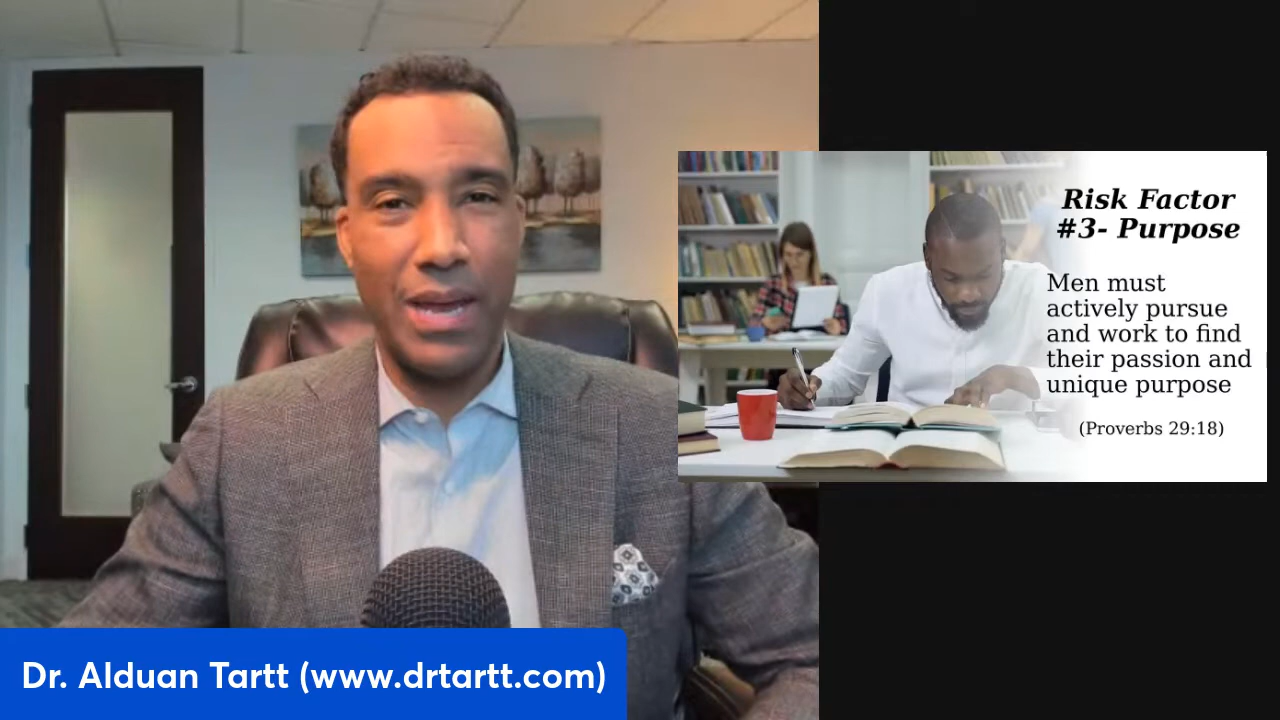 Risk Factor
#3- Purpose
Men must
actively pursue
and work to find
their passion and
unique purpose
(Proverbs 29:18)
Dr. Alduan Tartt (www.drtartt.com)